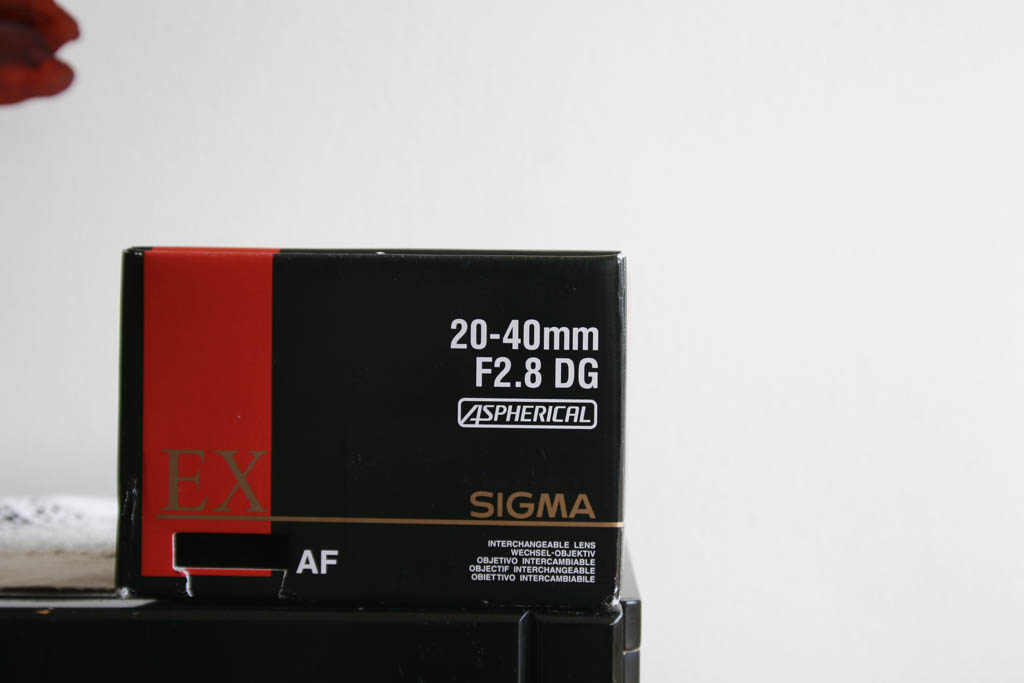 20-40mm
F2.8 DG
ASPHERICAL
EX
SIGMA
AF
INTERCHANGEABLE LENS
WECHSEL-OBJEKTIV
OBJETIVO INTERCAMBIABLE
OBJECTIF INTERCHANGEABLE
OBIETTIVO INTERCAMBIABILE